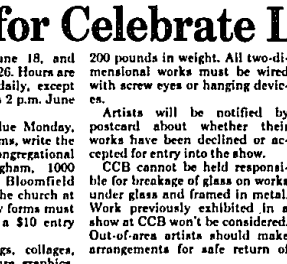 for Celebrate L
une 18, and
26. Hours are
daily, except
s 2 p.m. June
lue Monday,
ms, write the
ongregational
gham, 1000
Bloomfield
he church at
y forms must
a $10 entry
gs, collages,
200 pounds in weight. All two-di-
mensional works must be wired
with screw eyes or hanging devic-
es.
Artists will be notified by
postcard about whether their
works have been declined or ac-
cepted for entry into the show.
CCB cannot be held responsi-
ble for breakage of glass on works
under glass and framed in metal.
Work previously exhibited in a
show at CCB won't be considered.
Out-of-area artists should make
arrangements for safe return of